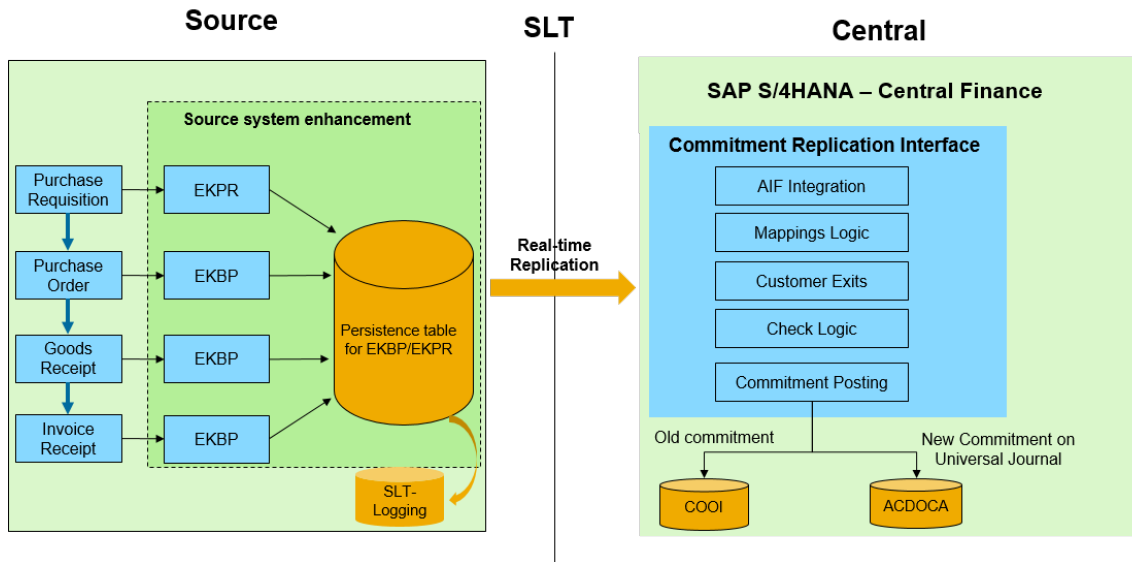 Source
SLT
Central
Source system enhancement
Purchase
Requisition
EKPR
Purchase
Order
EKBP
Goods
Receipt
EKBP
Invoice
Receipt
EKBP
Persistence table
for EKBP/EKPR
SLT-
Logging
Real-time
Replication
SAP S/4HANA – Central Finance
Commitment Replication Interface
AIF Integration
Mappings Logic
Customer Exits
Check Logic
Commitment Posting
Old commitment
New Commitment on
Universal Journal
COOI
ACDOCA